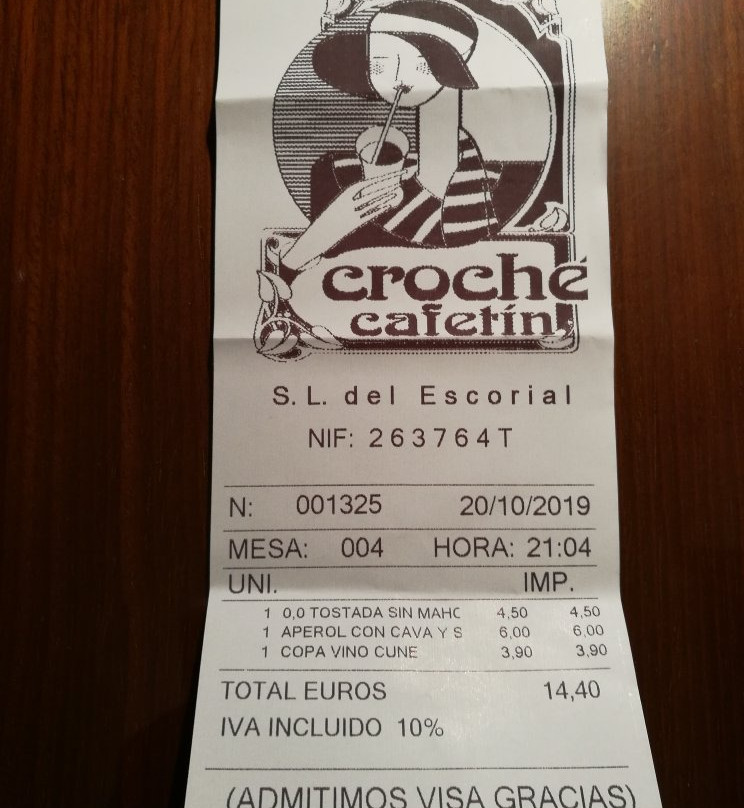 croché
cafetín
S. L. del Escorial
NIF: 263764T
N: 001325 20/10/2019
MESA: 004 HORA: 21:04
UNI. IMP.
1 0,0 TOSTADA SIN MAHC 4,50 4,50
1 APEROL CON CAVA Y S 6,00 6,00
1 COPA VINO CUNE 3,90 3,90
TOTAL EUROS 14,40
IVA INCLUIDO 10%
(ADMITIMOS VISA GRACIAS)